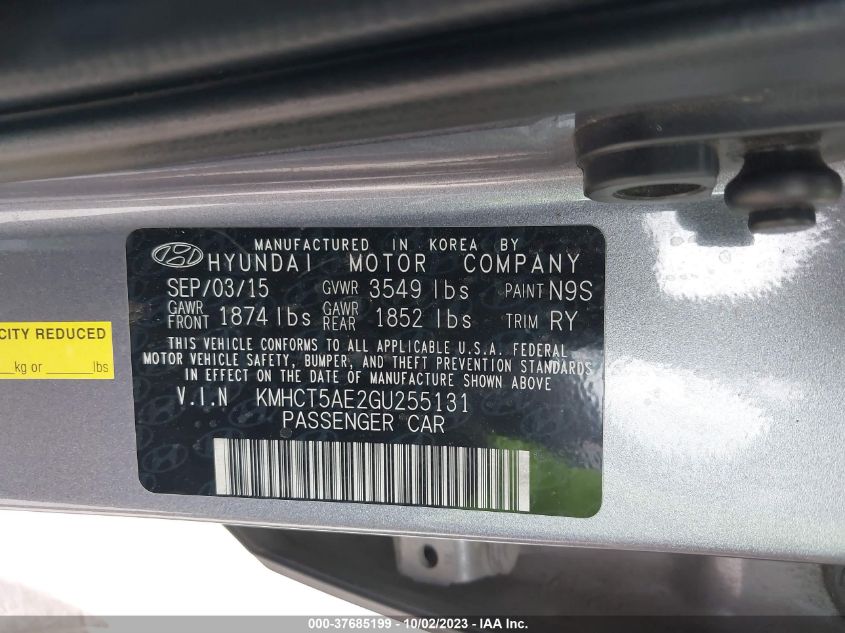 MANUFACTURED IN KOREA BY
HYUNDAI MOTOR COMPANY
SEP/03/15 GVWR 3549 lbs PAINT N9S
GAWR FRONT 1874 lbs GAWR REAR 1852 lbs TRIM RY
THIS VEHICLE CONFORMS TO ALL APPLICABLE U.S.A. FEDERAL
MOTOR VEHICLE SAFETY, BUMPER, AND THEFT PREVENTION STANDARDS
IN EFFECT ON THE DATE OF MANUFACTURE SHOWN ABOVE
V.I.N KMHCT5AE2GU255131
PASSENGER CAR
CITY REDUCED
kg or lbs
000-37685199 - 10/02/2023 - IAA Inc.